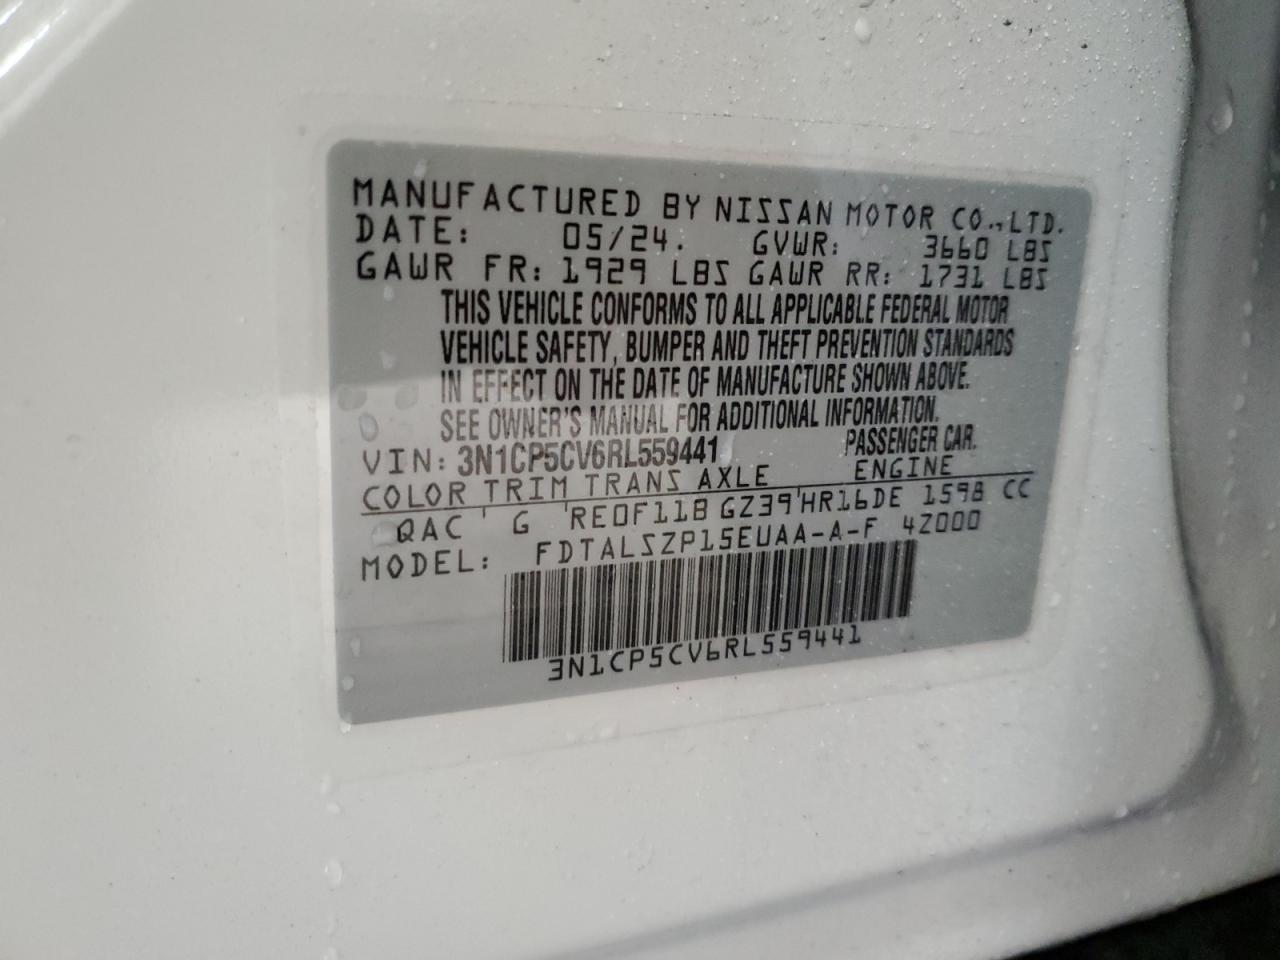 MANUFACTURED BY NISSAN MOTOR CO.,LTD.
DATE: 05/24. GVWR: 3660 LBS
GAWR FR: 1929 LBS GAWR RR: 1731 LBS
THIS VEHICLE CONFORMS TO ALL APPLICABLE FEDERAL MOTOR
VEHICLE SAFETY, BUMPER AND THEFT PREVENTION STANDARDS
IN EFFECT ON THE DATE OF MANUFACTURE SHOWN ABOVE.
SEE OWNER'S MANUAL FOR ADDITIONAL INFORMATION.
VIN: 3N1CP5CV6RL559441 PASSENGER CAR.
COLOR TRIM TRANS AXLE ENGINE
QAC ' G 'RE0F11B GZ39'HR16DE 1598 CC
MODEL: FDTALSZP15EUAA-A-F 4Z000
3N1CP5CV6RL559441